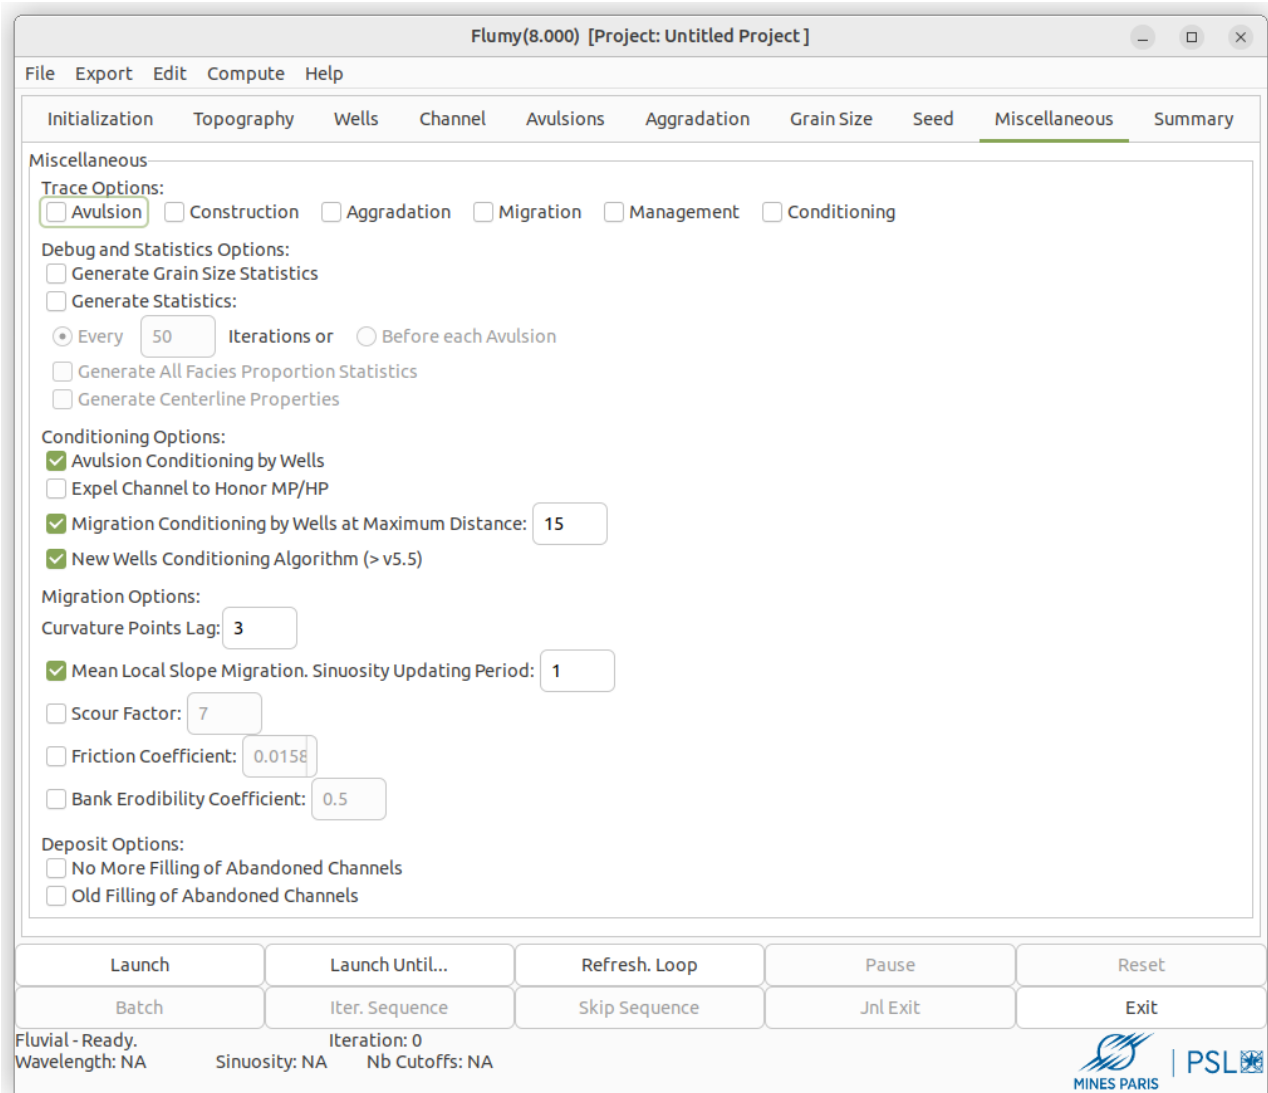 Flumy(8.000) [Project: Untitled Project ]
File Export Edit Compute Help
Initialization Topography Wells Channel Avulsions Aggradation Grain Size Seed Miscellaneous Summary
Miscellaneous
Trace Options:
Avulsion Construction Aggradation Migration Management Conditioning
Debug and Statistics Options:
Generate Grain Size Statistics
Generate Statistics:
Every 50 Iterations or Before each Avulsion
Generate All Facies Proportion Statistics
Generate Centerline Properties
Conditioning Options:
Avulsion Conditioning by Wells
Expel Channel to Honor MP/HP
Migration Conditioning by Wells at Maximum Distance: 15
New Wells Conditioning Algorithm (> v5.5)
Migration Options:
Curvature Points Lag: 3
Mean Local Slope Migration. Sinuosity Updating Period: 1
Scour Factor: 7
Friction Coefficient: 0.0158
Bank Erodibility Coefficient: 0.5
Deposit Options:
No More Filling of Abandoned Channels
Old Filling of Abandoned Channels
Launch Launch Until... Refresh. Loop Pause Reset
Batch Iter. Sequence Skip Sequence Jnl Exit Exit
Fluvial - Ready. Iteration: 0
Wavelength: NA Sinuosity: NA Nb Cutoffs: NA
MINES PARIS | PSL